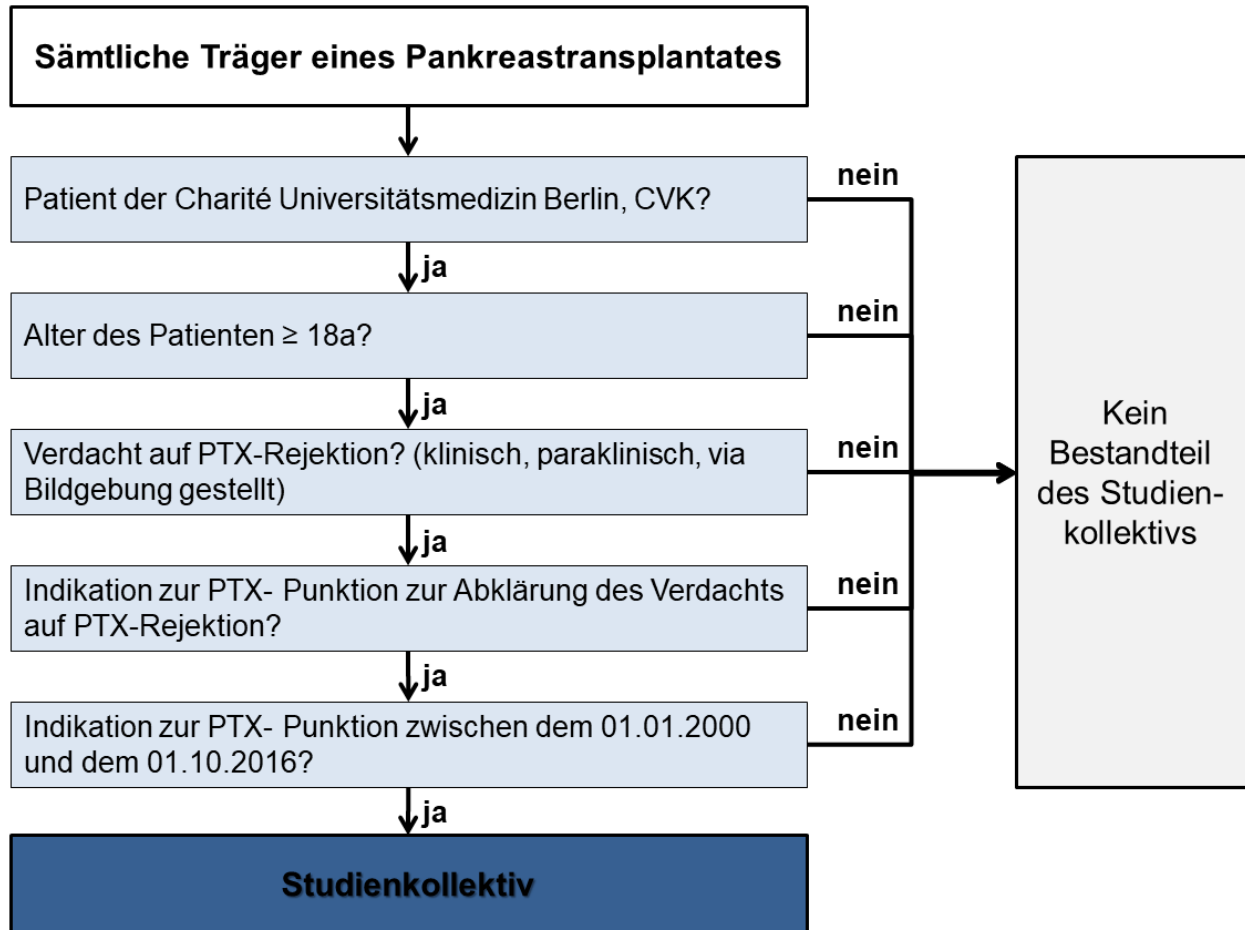 Sämtliche Träger eines Pankreastransplantates
Patient der Charité Universitätsmedizin Berlin, CVK?
nein
ja
Alter des Patienten ≥ 18a?
nein
ja
Verdacht auf PTX-Rejektion? (klinisch, paraklinisch, via
Bildgebung gestellt)
nein
ja
Indikation zur PTX- Punktion zur Abklärung des Verdachts
auf PTX-Rejektion?
nein
ja
Indikation zur PTX- Punktion zwischen dem 01.01.2000
und dem 01.10.2016?
nein
ja
Studienkollektiv
Kein
Bestandteil
des Studien-
kollektivs